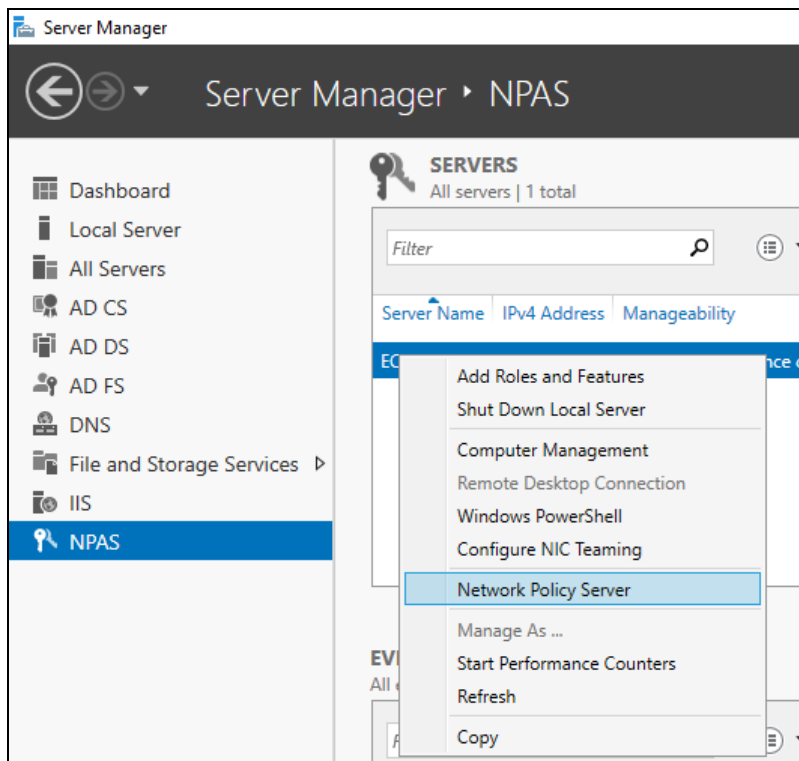 Server Manager
Server Manager ‣ NPAS
Dashboard
Local Server
All Servers
AD CS
AD DS
AD FS
DNS
File and Storage Services
IIS
NPAS
SERVERS
All servers | 1 total
Filter
Server Name IPv4 Address Manageability
Add Roles and Features
Shut Down Local Server
Computer Management
Remote Desktop Connection
Windows PowerShell
Configure NIC Teaming
Network Policy Server
Manage As ...
Start Performance Counters
Refresh
Copy
All